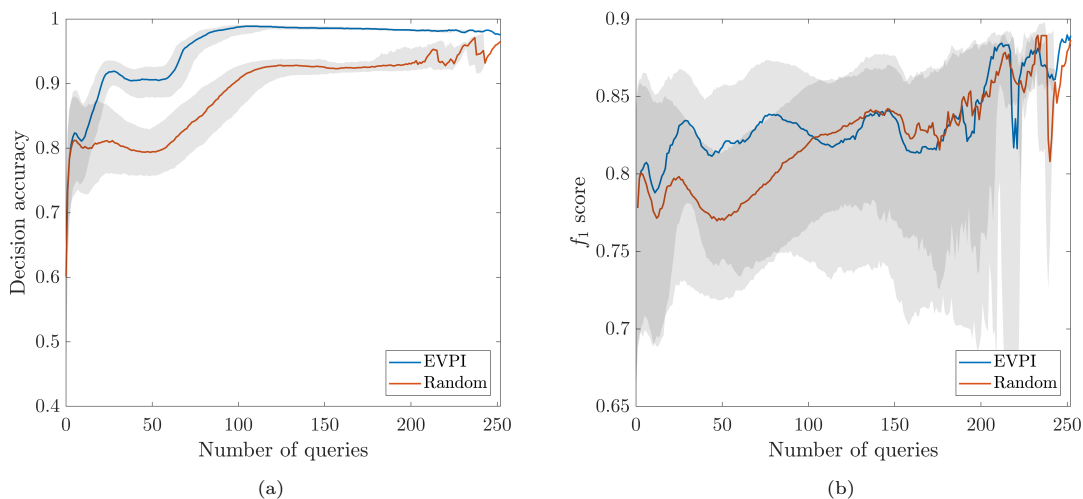 1
0.9
0.8
0.7
0.6
0.5
0.4
Decision accuracy
0 50 100 150 200 250
Number of queries
EVPI
Random
(a)
0.9
0.85
0.8
0.75
0.7
0.65
f1 score
0 50 100 150 200 250
Number of queries
EVPI
Random
(b)